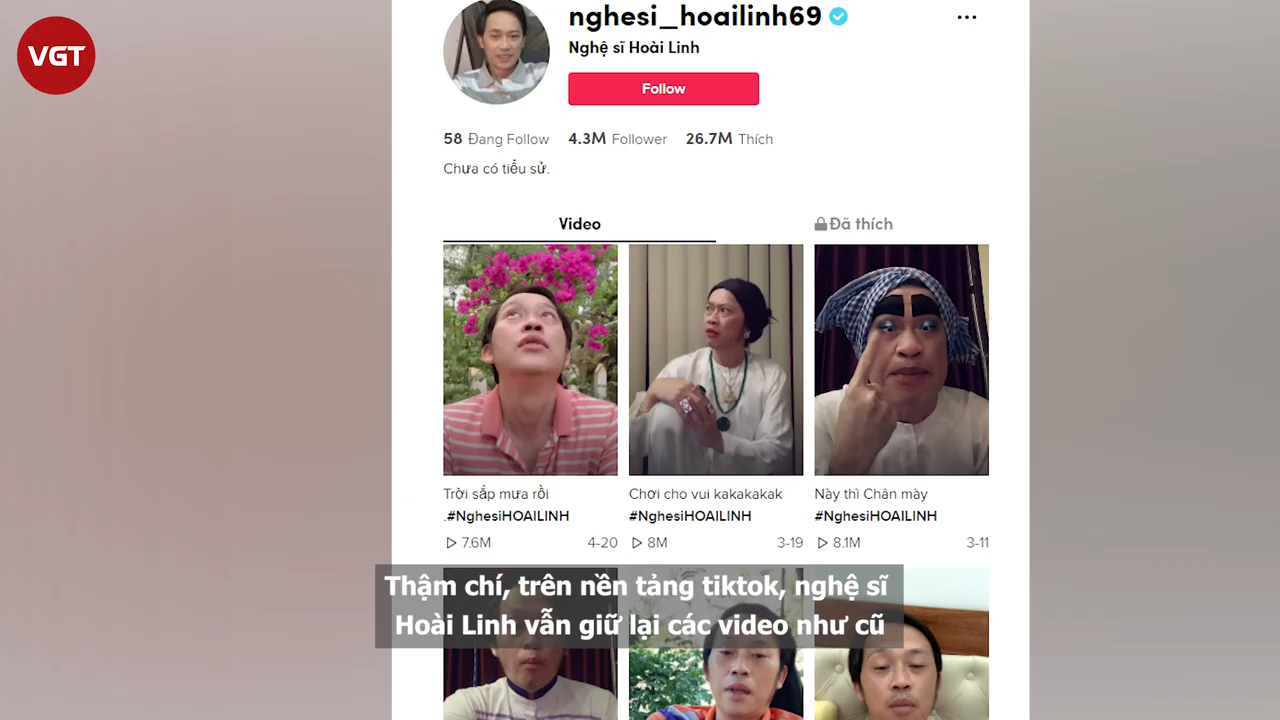 VGT
nghesi_hoailinh69
Nghệ sĩ Hoài Linh
Follow
58 Đang Follow 4.3M Follower 26.7M Thích
Chưa có tiểu sử.
Video Đã thích
Trời sắp mưa rồi
.#NghesiHOAILINH
7.6M 4-20
Chơi cho vui kakakakak
#NghesiHOAILINH
8M 3-19
Này thì Chân mày
#NghesiHOAILINH
8.1M 3-11
Thậm chí, trên nền tảng tiktok, nghệ sĩ
Hoài Linh vẫn giữ lại các video như cũ